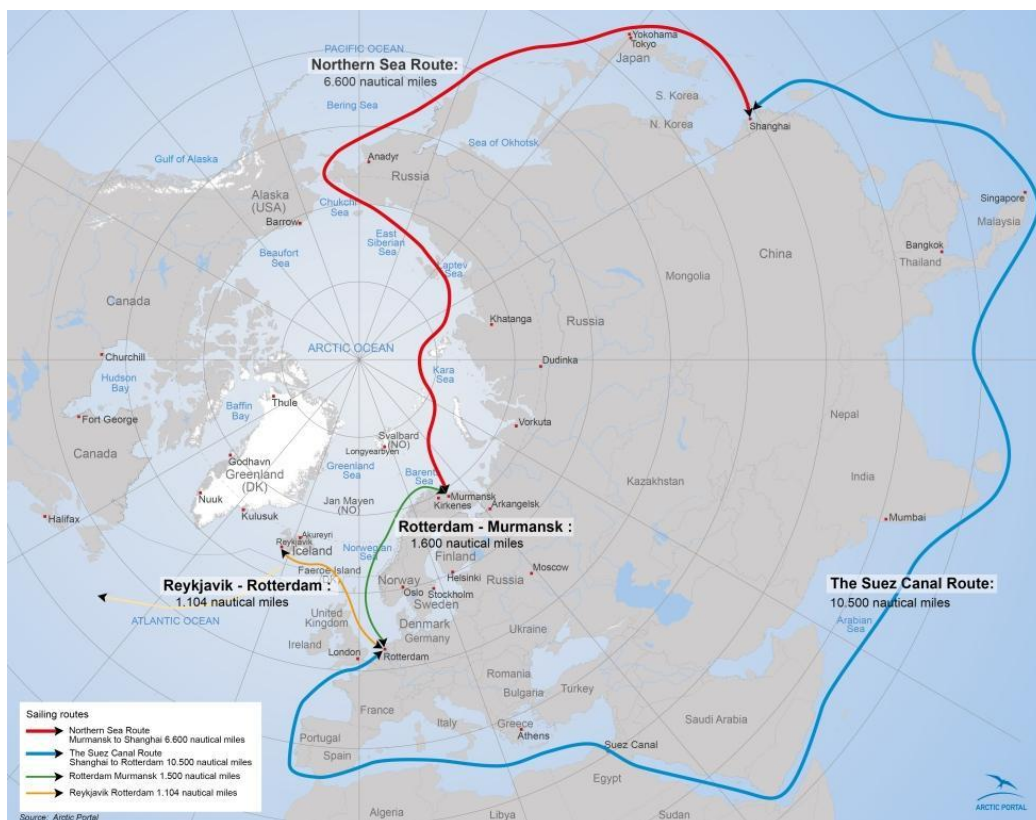 PACIFIC OCEAN
Northern Sea Route:
6.600 nautical miles
Bering Sea
Gulf of Alaska
Yokohama
Tokyo
Japan
S. Korea
N. Korea
Shanghai
Sea of Okhotsk
Anadyr
Russia
Alaska
(USA)
Barrow
Chukchi
Sea
Beaufort
Sea
East
Siberian
Sea
Laptev
Sea
Singapore
Malaysia
Bangkok
Thailand
China
Mongolia
Canada
Churchill
Hudson
Bay
Fort George
Canada
Halifax
ARCTIC OCEAN
Khatanga
Russia
Dudinka
Kara
Sea
Vorkuta
Baffin
Bay
Thule
Godhavn
Greenland
(DK)
Nuuk
Kulusuk
Svalbard
(NO)
Longyearbyen
Greenland
Sea
Jan Mayen
(NO)
Murmansk
Kirkenes
Arkangelsk
Kazakhstan
Nepal
India
Mumbai
Rotterdam - Murmansk :
1.600 nautical miles
Akureyri
Reykjavik
Iceland
Norwegian
Sea
Faeroe Island
Finland
Helsinki
Russia
Moscow
Reykjavik - Rotterdam :
1.104 nautical miles
ATLANTIC OCEAN
Norway
Oslo
Stockholm
Sweden
United
Kingdom
Ireland
London
Denmark
Germany
Rotterdam
Ukraine
The Suez Canal Route:
10.500 nautical miles
Arabian
Sea
France
Romania
Bulgaria
Turkey
Italy
Greece
Athens
Portugal
Spain
Suez Canal
Saudi Arabia
Egypt
Algeria
Libya
Sudan
Sailing routes
Northern Sea Route
Murmansk to Shanghai 6.600 nautical miles
The Suez Canal Route
Shanghai to Rotterdam 10.500 nautical miles
Rotterdam Murmansk 1.500 nautical miles
Reykjavik Rotterdam 1.104 nautical miles
Source: Arctic Portal
ARCTIC PORTAL